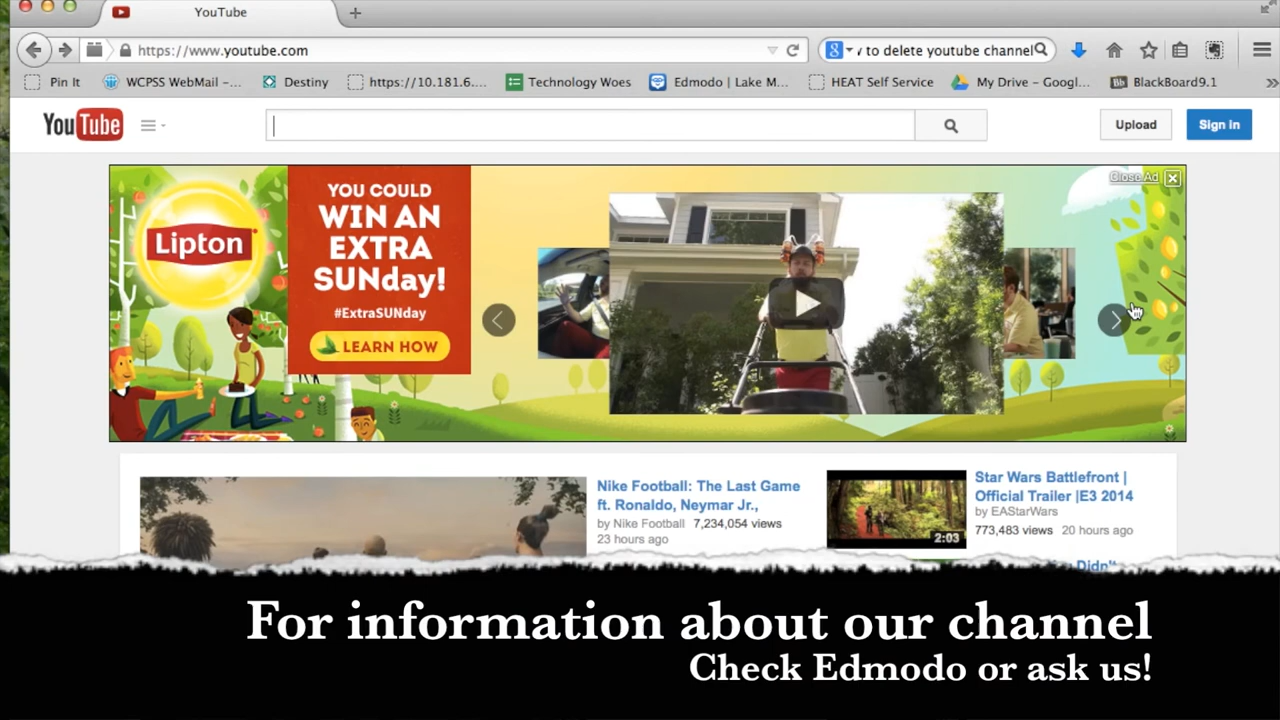 YouTube
https://www.youtube.com
y to delete youtube channel
Pin It
WCPSS WebMail -...
Destiny
https://10.181.6....
Technology Woes
Edmodo | Lake M...
HEAT Self Service
My Drive - Googl...
BlackBoard9.1
YouTube
Upload
Sign in
Close Ad
Lipton
YOU COULD
WIN AN
EXTRA
SUNday!
#ExtraSUNday
LEARN HOW
Nike Football: The Last Game
ft. Ronaldo, Neymar Jr.,
by Nike Football 7,234,054 views
23 hours ago
2:03
Star Wars Battlefront |
Official Trailer |E3 2014
by EAStarWars
773,483 views 20 hours ago
Didn't
For information about our channel
Check Edmodo or ask us!